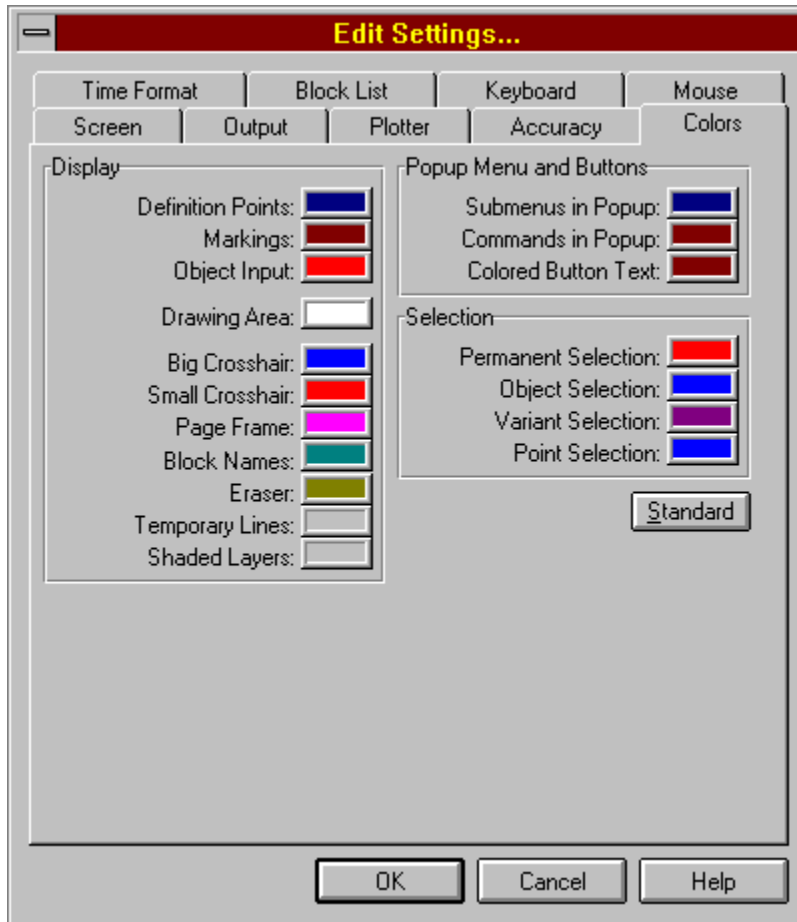 Edit Settings...
Time Format Block List Keyboard Mouse
Screen Output Plotter Accuracy Colors
Display
Definition Points:
Markings:
Object Input:
Drawing Area:
Big Crosshair:
Small Crosshair:
Page Frame:
Block Names:
Eraser:
Temporary Lines:
Shaded Layers:
Popup Menu and Buttons
Submenus in Popup:
Commands in Popup:
Colored Button Text:
Selection
Permanent Selection:
Object Selection:
Variant Selection:
Point Selection:
Standard
OK Cancel Help